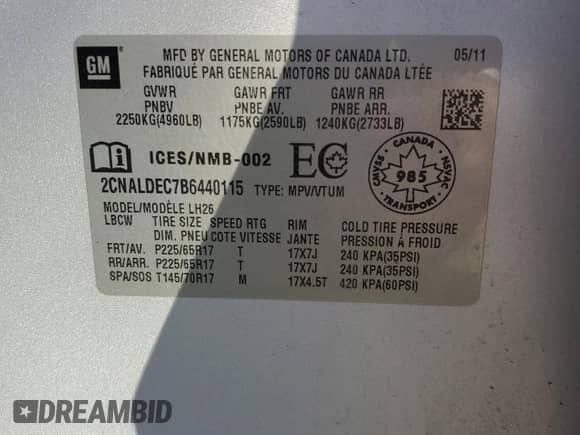 GM
MFD BY GENERAL MOTORS OF CANADA LTD. 05/11
FABRIQUÉ PAR GENERAL MOTORS DU CANADA LTÉE
GVWR GAWR FRT GAWR RR
PNBV PNBE AV. PNBE ARR.
2250KG(4960LB) 1175KG(2590LB) 1240KG(2733LB)
ICES/NMB-002 EC
CANADA
CMVSS 985 NSVAC
TRANSPORT
2CNALDEC7B6440115 TYPE: MPV/VTUM
MODEL/MODÈLE LH26
LBCW TIRE SIZE SPEED RTG RIM COLD TIRE PRESSURE
DIM. PNEU COTE VITESSE JANTE PRESSION À FROID
FRT/AV. P225/65R17 T 17X7J 240 KPA(35PSI)
RR/ARR. P225/65R17 T 17X7J 240 KPA(35PSI)
SPA/SOS T145/70R17 M 17X4.5T 420 KPA(60PSI)
DREAMBID